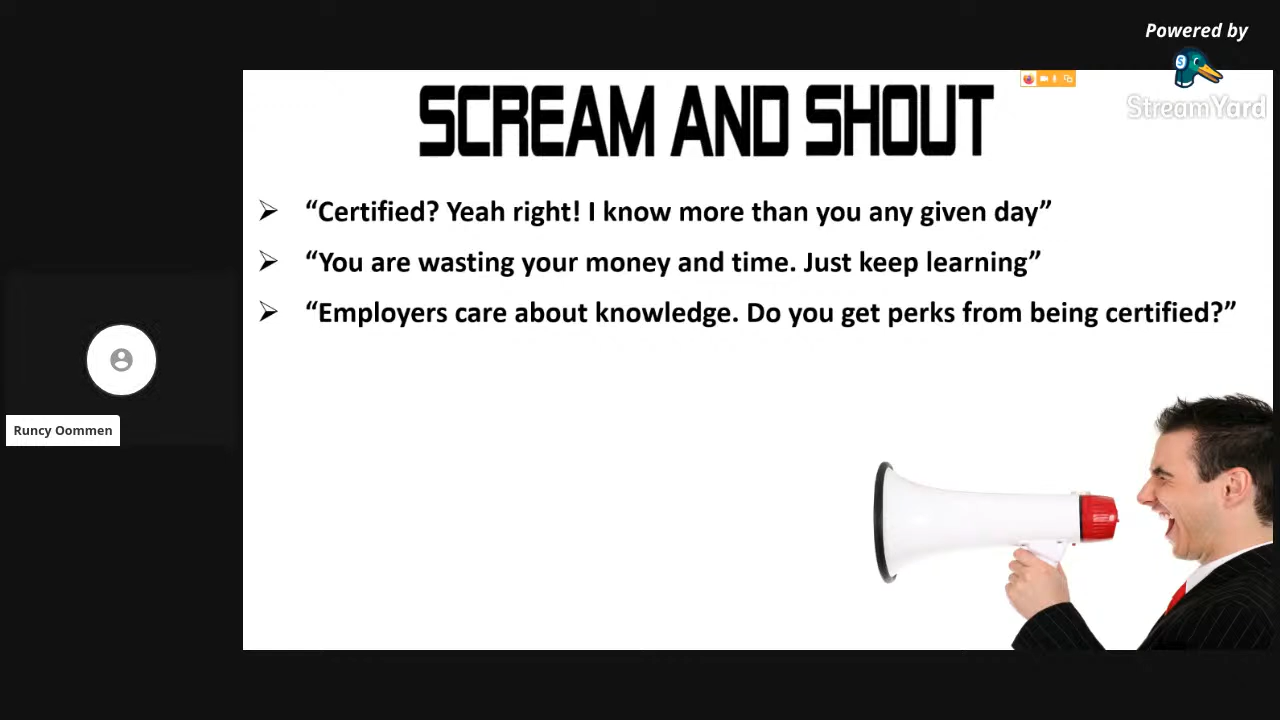 Powered by
S
StreamYard
SCREAM AND SHOUT
“Certified? Yeah right! I know more than you any given day”
“You are wasting your money and time. Just keep learning”
“Employers care about knowledge. Do you get perks from being certified?”
Runcy Oommen